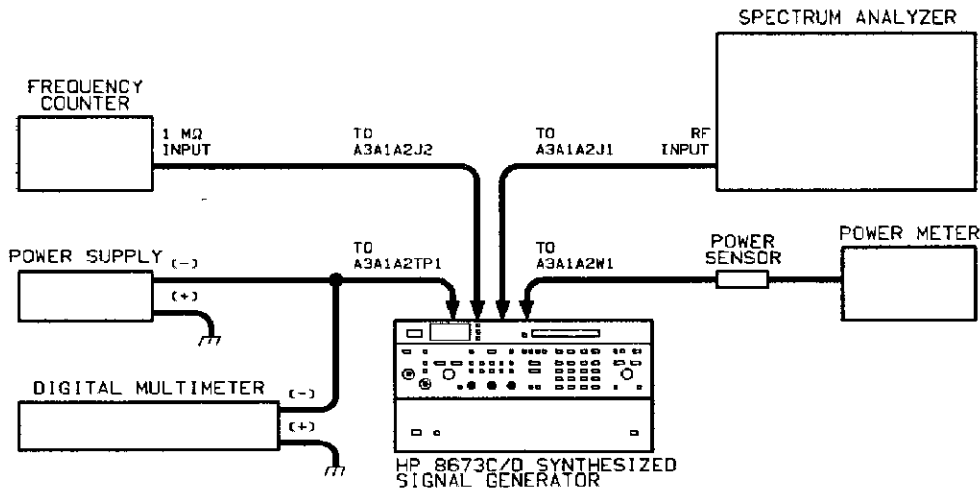 SPECTRUM ANALYZER
FREQUENCY
COUNTER
1 MΩ
INPUT
TO
A3A1A2J2
TO
A3A1A2J1
RF
INPUT
POWER SUPPLY
(-)
(+)
TO
A3A1A2TP1
TO
A3A1A2W1
POWER
SENSOR
POWER METER
DIGITAL MULTIMETER
(-)
(+)
HP 8673C/D SYNTHESIZED
SIGNAL GENERATOR